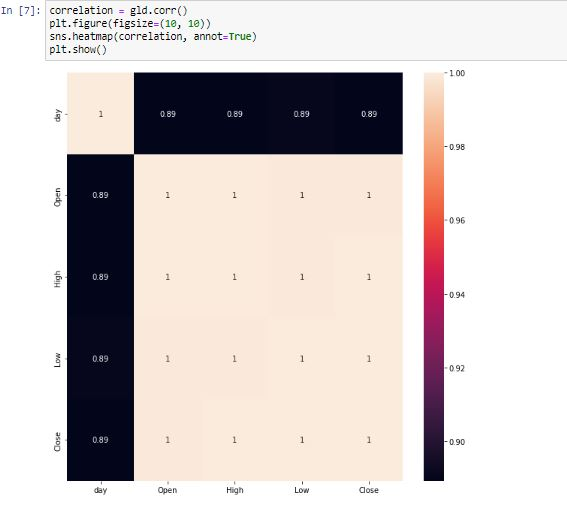 In [7]: correlation = gld.corr()
plt.figure(figsize=(10, 10))
sns.heatmap(correlation, annot=True)
plt.show()
day 1 0.89 0.89 0.89 0.89
Open 0.89 1 1 1 1
High 0.89 1 1 1 1
Low 0.89 1 1 1 1
Close 0.89 1 1 1 1
day Open High Low Close
1.00
0.98
0.96
0.94
0.92
0.90